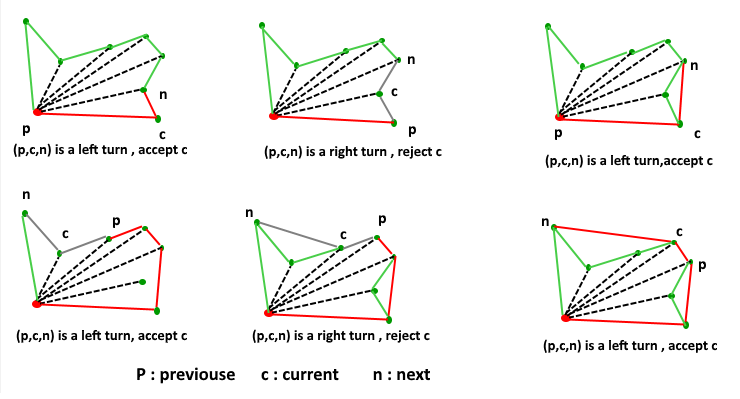 p
n
c
(p,c,n) is a left turn , accept c
n
c
p
(p,c,n) is a right turn , reject c
n
p
c
(p,c,n) is a left turn,accept c
n
c
p
(p,c,n) is a left turn, accept c
n
c
p
(p,c,n) is a right turn , reject c
n
c
p
(p,c,n) is a left turn , accept c
P : previouse c : current n : next